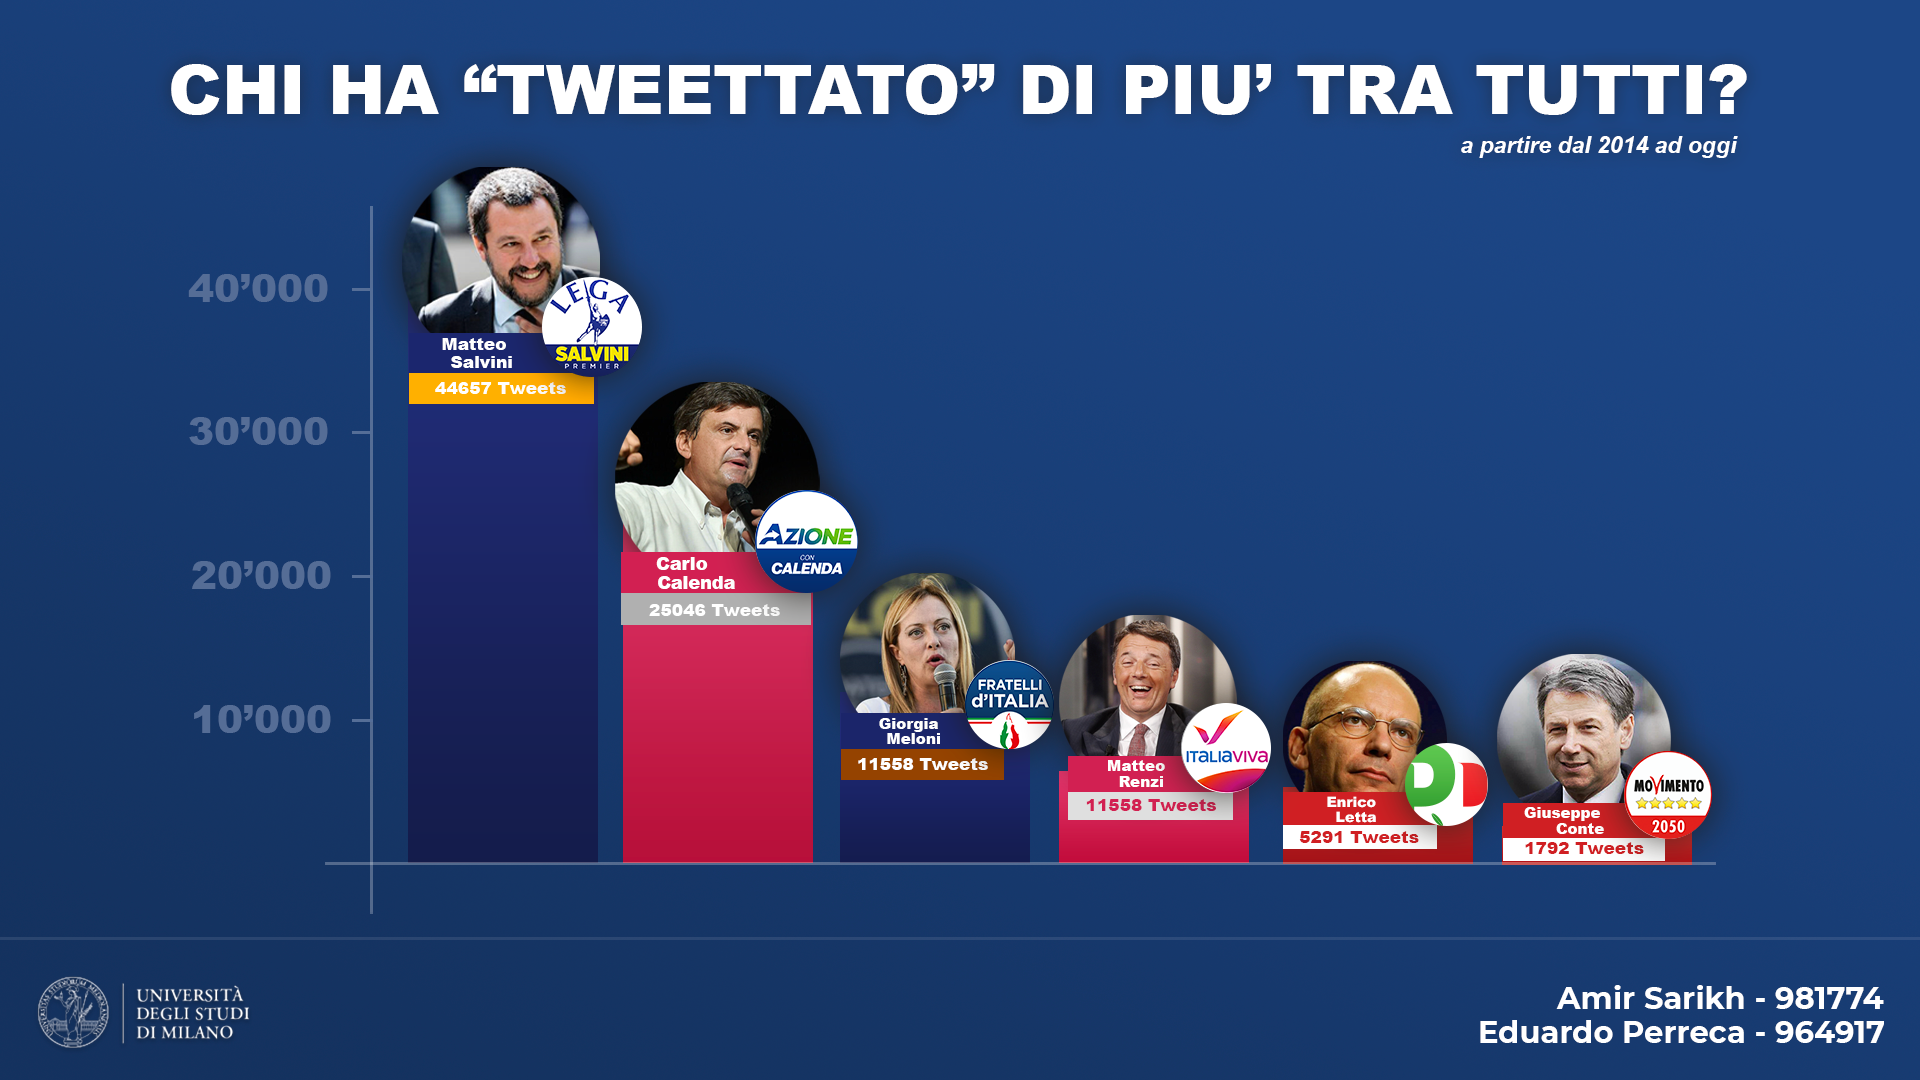 CHI HA “TWEETTATO” DI PIU’ TRA TUTTI?
a partire dal 2014 ad oggi
40’000
30’000
20’000
10’000
LEGA
SALVINI
PREMIER
Matteo
Salvini
44657 Tweets
AZIONE
CON
CALENDA
Carlo
Calenda
25046 Tweets
FRATELLI
d'ITALIA
Giorgia
Meloni
11558 Tweets
ITALIAVIVA
Matteo
Renzi
11558 Tweets
PD
Enrico
Letta
5291 Tweets
MOVIMENTO
2050
Giuseppe
Conte
1792 Tweets
UNIVERSITÀ
DEGLI STUDI
DI MILANO
Amir Sarikh - 981774
Eduardo Perreca - 964917